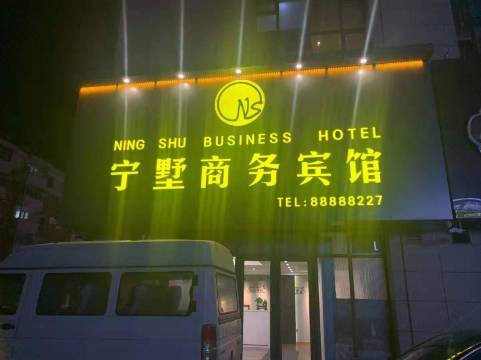 NS
NING SHU BUSINESS HOTEL
宁墅商务宾馆
TEL:88888227